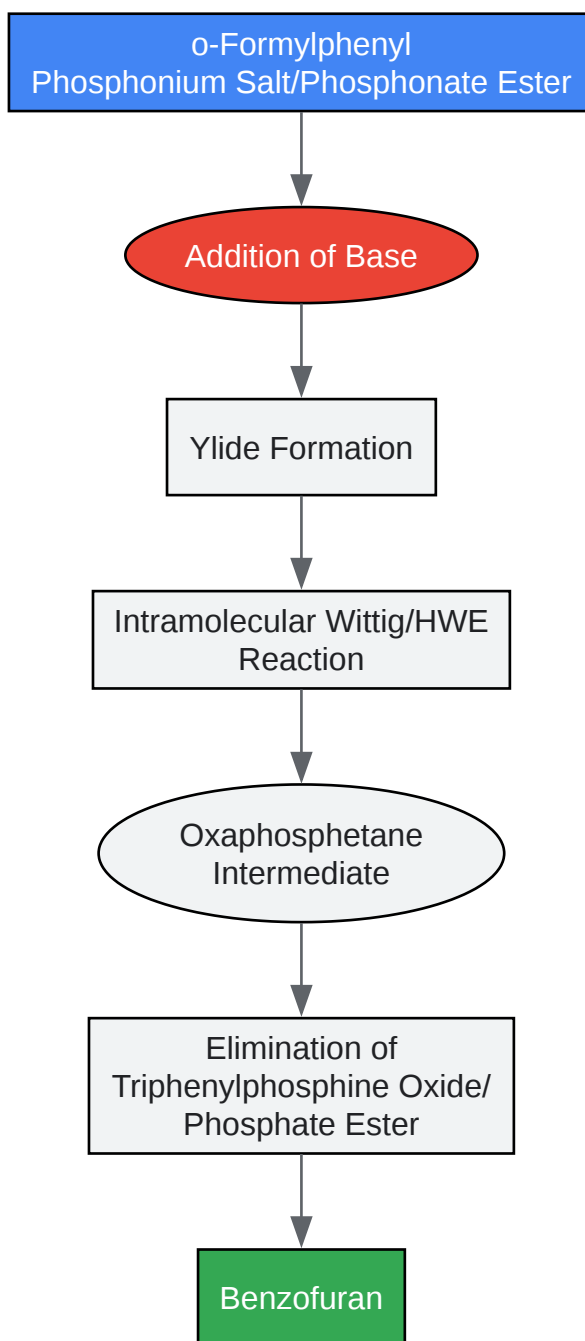 o-Formylphenyl
Phosphonium Salt/Phosphonate Ester
Addition of Base
Ylide Formation
Intramolecular Wittig/HWE
Reaction
Oxaphosphetane
Intermediate
Elimination of
Triphenylphosphine Oxide/
Phosphate Ester
Benzofuran